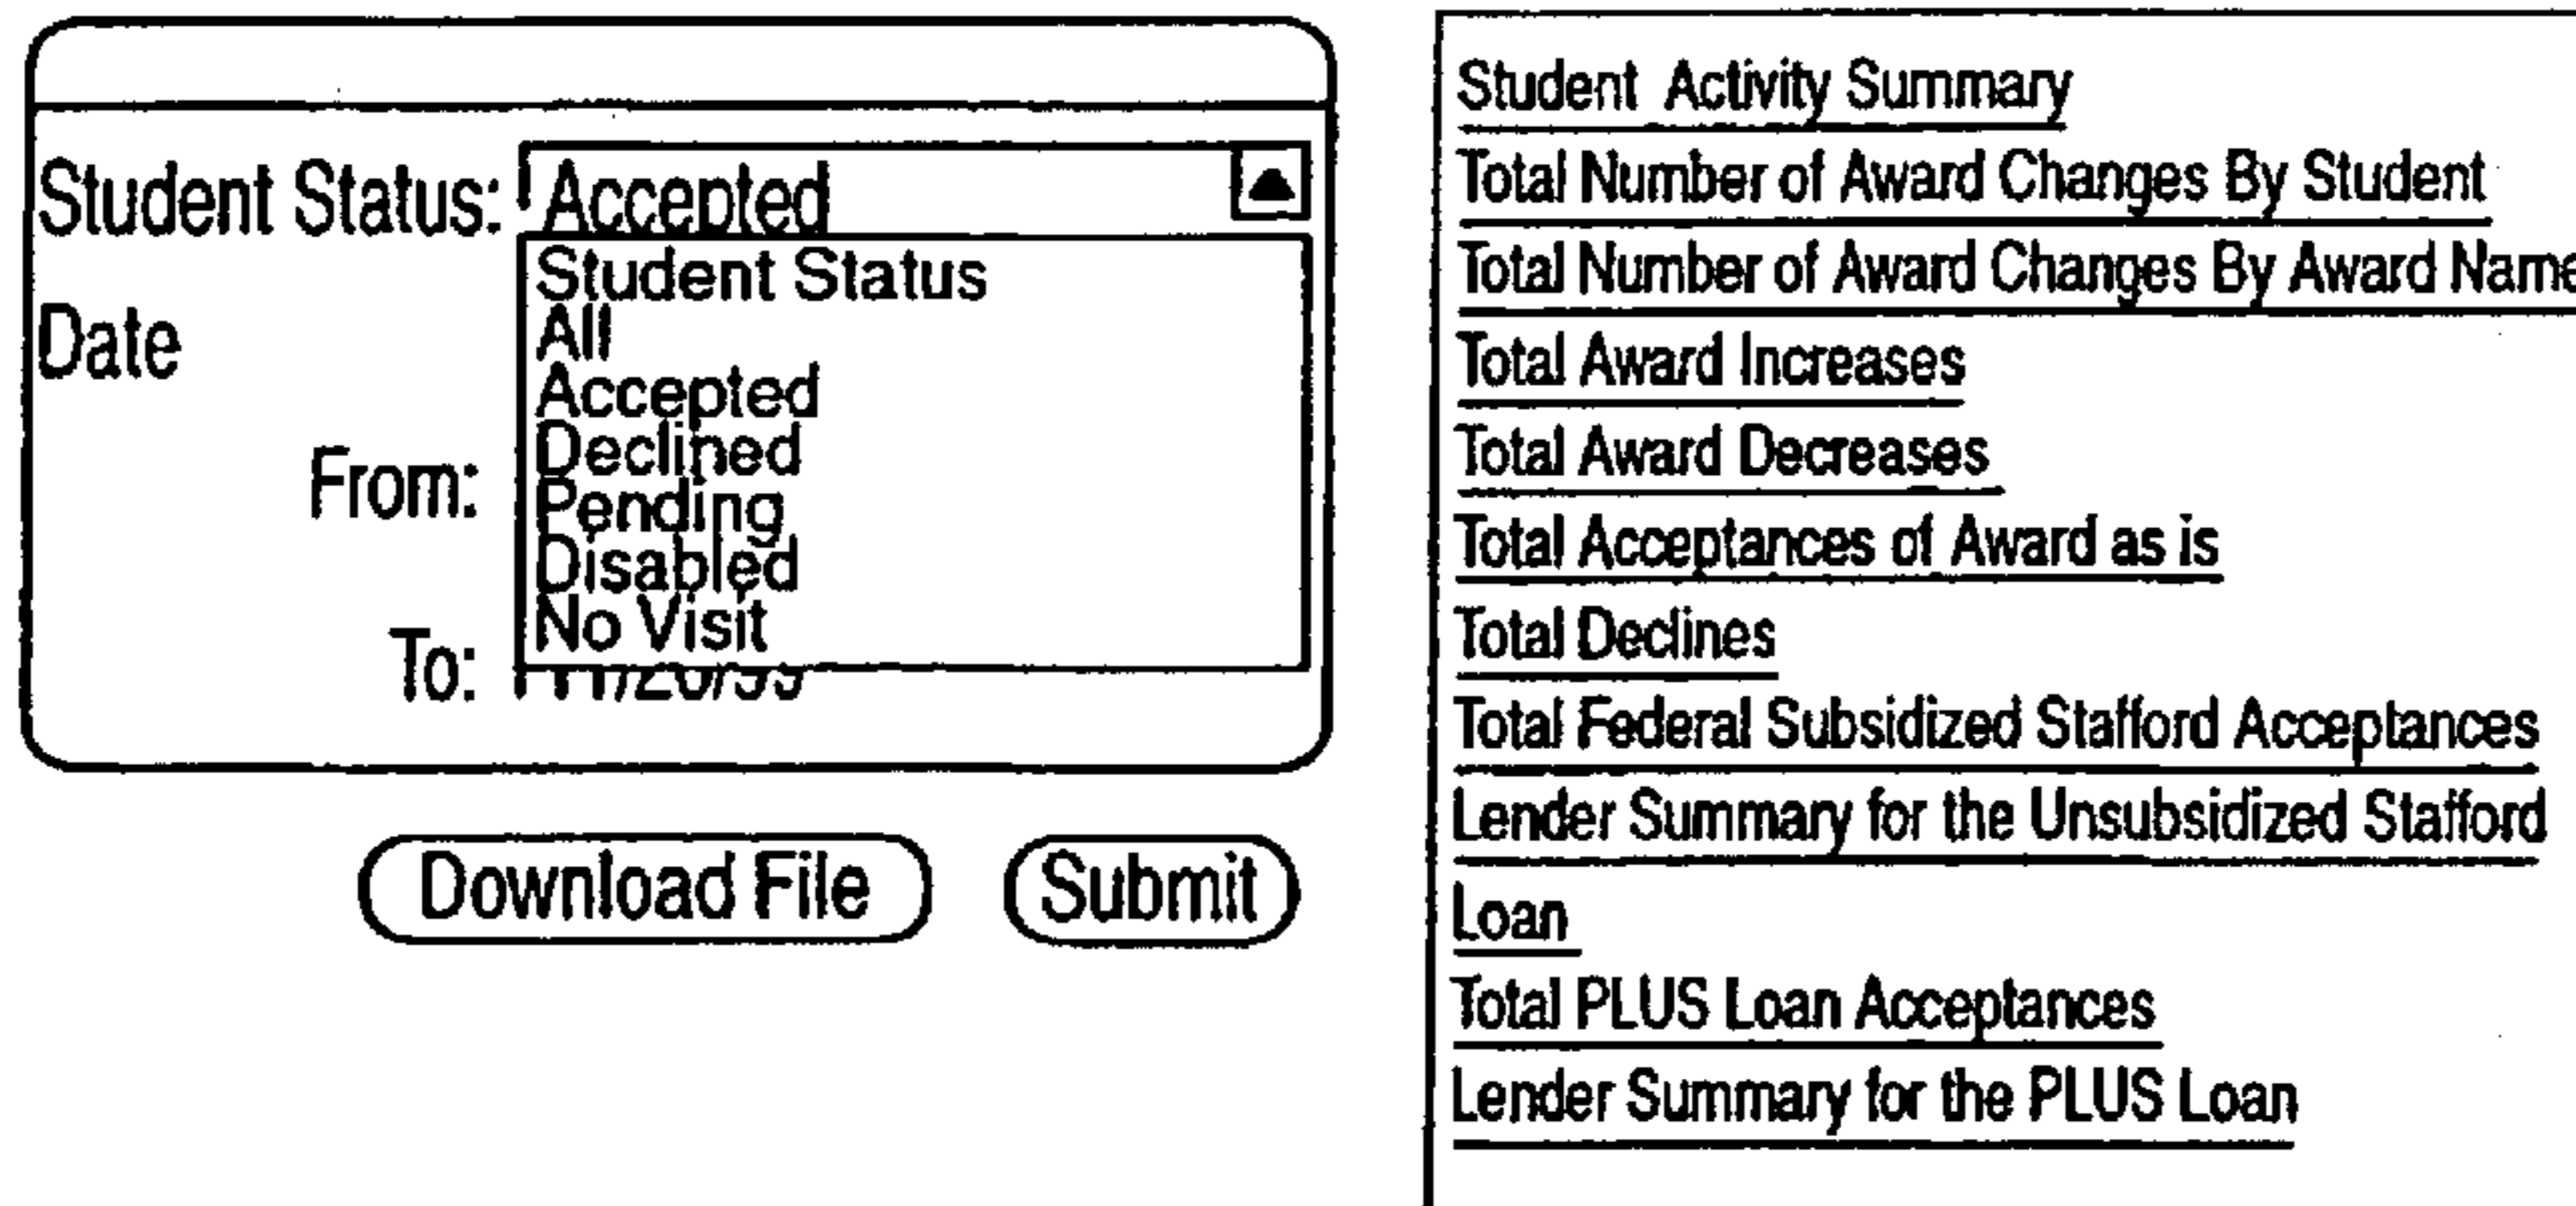 Student Status: Accepted
Student Status
All
Accepted
Declined
Pending
Disabled
No Visit
Date
From:
To:
Download File
Submit
Student Activity Summary
Total Number of Award Changes By Student
Total Number of Award Changes By Award Name
Total Award Increases
Total Award Decreases
Total Acceptances of Award as is
Total Declines
Total Federal Subsidized Stafford Acceptances
Lender Summary for the Unsubsidized Stafford
Loan
Total PLUS Loan Acceptances
Lender Summary for the PLUS Loan